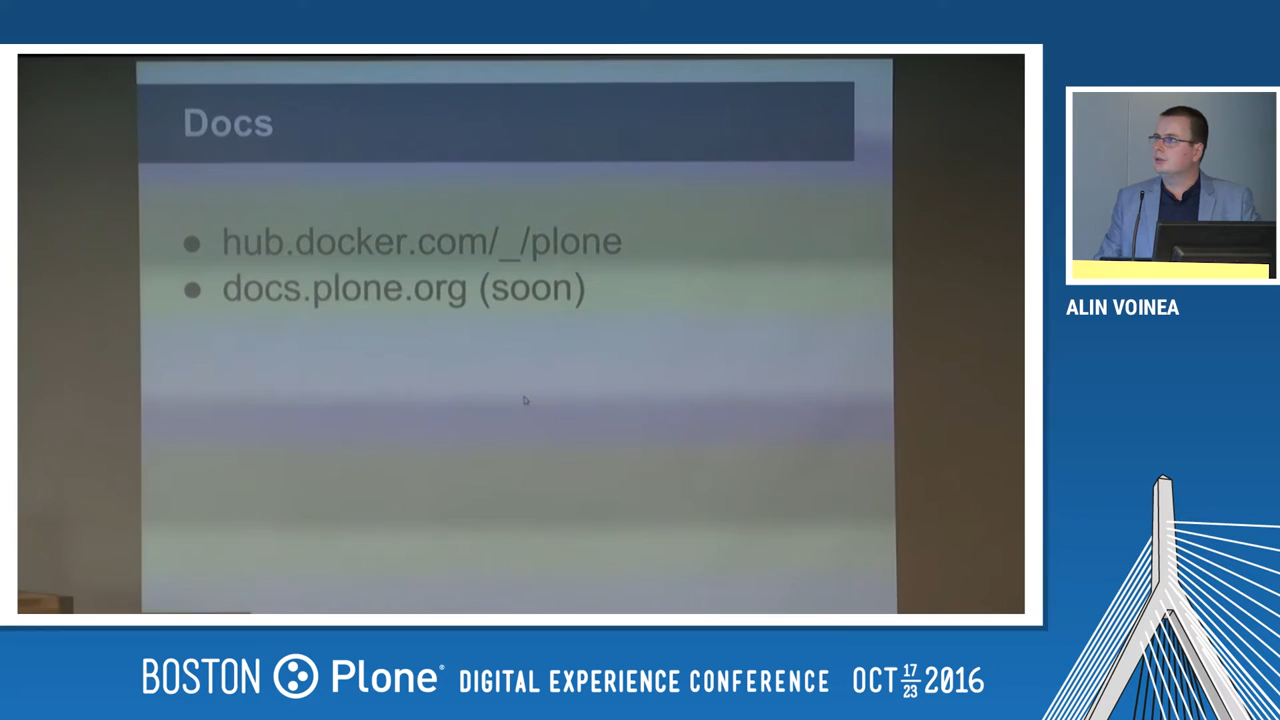 Docs
● hub.docker.com/_/plone
● docs.plone.org (soon)
ALIN VOINEA
BOSTON Plone® DIGITAL EXPERIENCE CONFERENCE OCT 17 23 2016